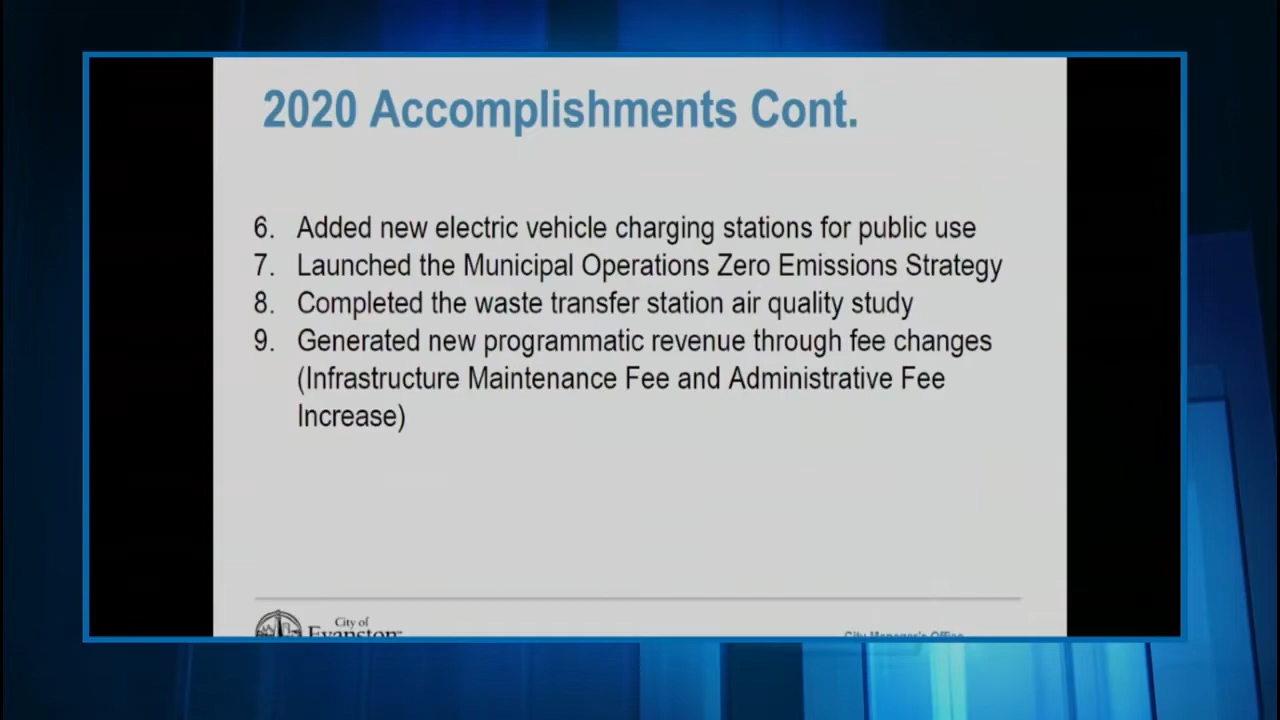 2020 Accomplishments Cont.
6. Added new electric vehicle charging stations for public use
7. Launched the Municipal Operations Zero Emissions Strategy
8. Completed the waste transfer station air quality study
9. Generated new programmatic revenue through fee changes
(Infrastructure Maintenance Fee and Administrative Fee
Increase)
City of
Evanston™
City Manager's Office